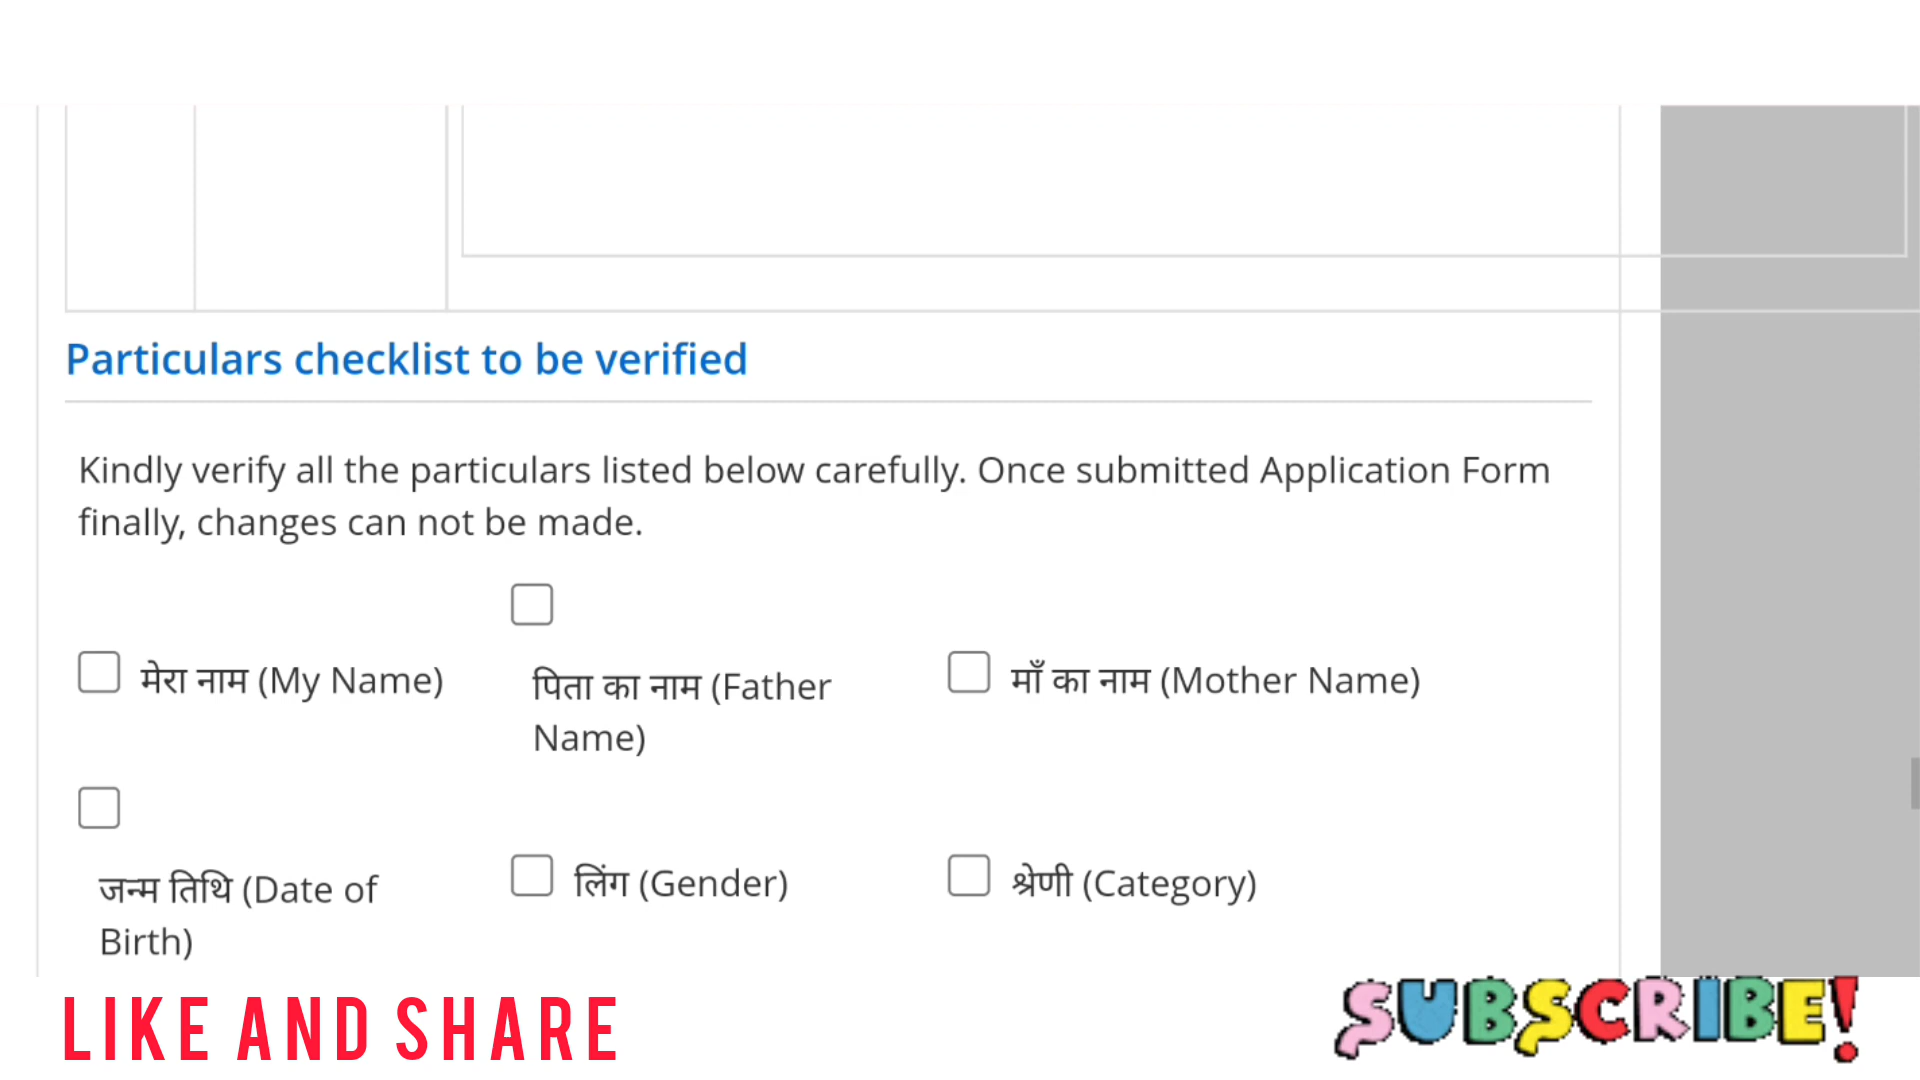 Particulars checklist to be verified
Kindly verify all the particulars listed below carefully. Once submitted Application Form
finally, changes can not be made.
मेरा नाम (My Name)
पिता का नाम (Father
Name)
माँ का नाम (Mother Name)
जन्म तिथि (Date of
Birth)
लिंग (Gender)
श्रेणी (Category)
LIKE AND SHARE
SUBSCRIBE!